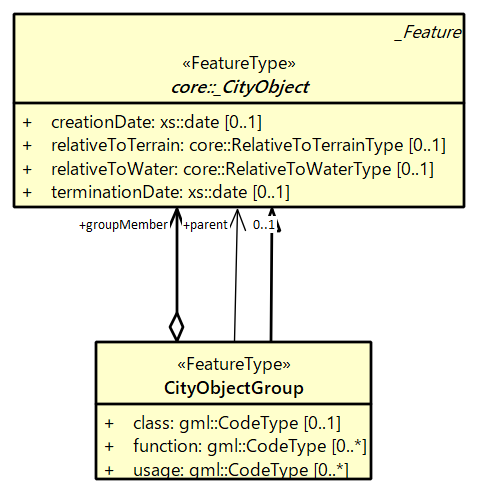 _Feature
«FeatureType»
core::_CityObject
+ creationDate: xs::date [0..1]
+ relativeToTerrain: core::RelativeToTerrainType [0..1]
+ relativeToWater: core::RelativeToWaterType [0..1]
+ terminationDate: xs::date [0..1]
+groupMember +parent 0..1
«FeatureType»
CityObjectGroup
+ class: gml::CodeType [0..1]
+ function: gml::CodeType [0..*]
+ usage: gml::CodeType [0..*]